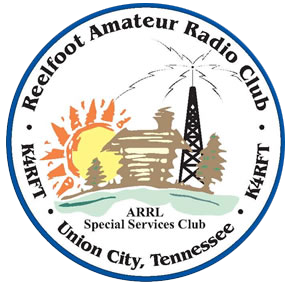 Reelfoot Amateur Radio Club
• K4RFT •
• K4RFT •
ARRL
Special Services Club
Union City, Tennessee